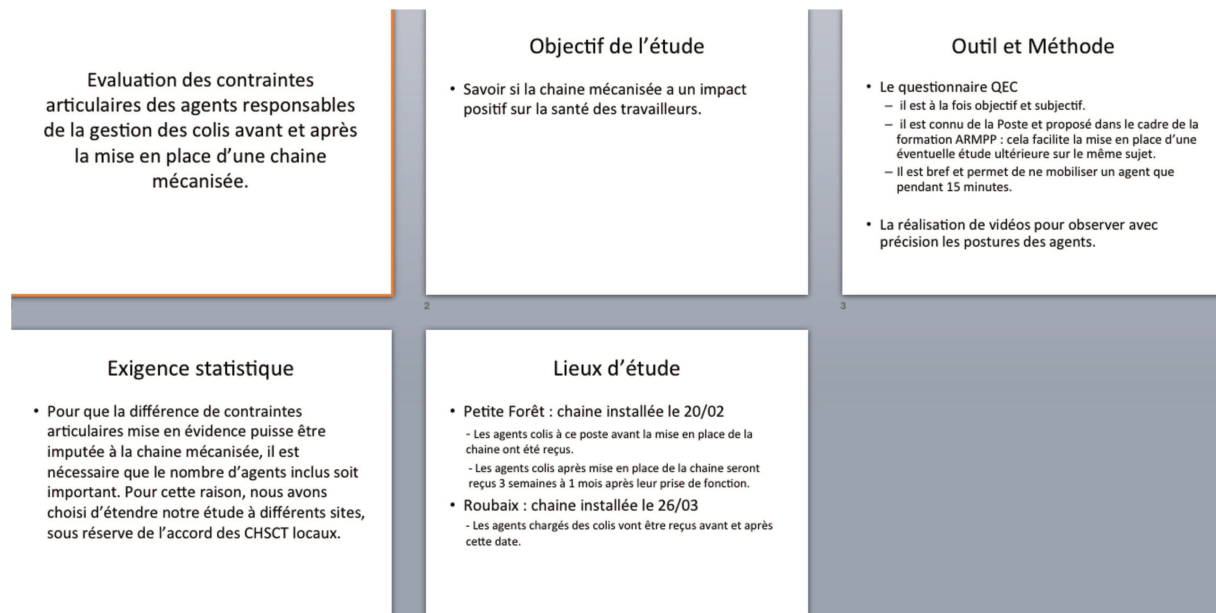 Evaluation des contraintes
articulaires des agents responsables
de la gestion des colis avant et après
la mise en place d'une chaine
mécanisée.
Objectif de l'étude
• Savoir si la chaine mécanisée a un impact
positif sur la santé des travailleurs.
2
Outil et Méthode
• Le questionnaire QEC
– il est à la fois objectif et subjectif.
– il est connu de la Poste et proposé dans le cadre de la
formation ARMPP : cela facilite la mise en place d'une
éventuelle étude ultérieure sur le même sujet.
– Il est bref et permet de ne mobiliser un agent que
pendant 15 minutes.
• La réalisation de vidéos pour observer avec
précision les postures des agents.
3
Exigence statistique
• Pour que la différence de contraintes
articulaires mise en évidence puisse être
imputée à la chaine mécanisée, il est
nécessaire que le nombre d'agents inclus soit
important. Pour cette raison, nous avons
choisi d'étendre notre étude à différents sites,
sous réserve de l'accord des CHSCT locaux.
Lieux d'étude
• Petite Forêt : chaine installée le 20/02
- Les agents colis à ce poste avant la mise en place de la
chaine ont été reçus.
- Les agents colis après mise en place de la chaine seront
reçus 3 semaines à 1 mois après leur prise de fonction.
• Roubaix : chaine installée le 26/03
- Les agents chargés des colis vont être reçus avant et après
cette date.